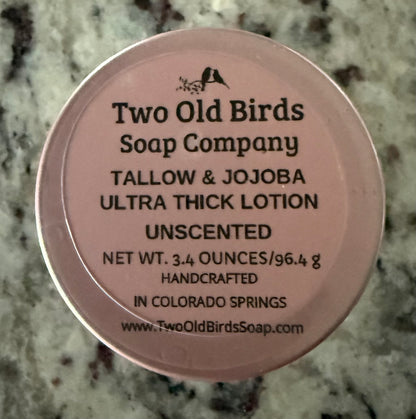 Two Old Birds
Soap Company
TALLOW & JOJOBA
ULTRA THICK LOTION
UNSCENTED
NET WT. 3.4 OUNCES/96.4 g
HANDCRAFTED
IN COLORADO SPRINGS
www.TwoOldBirdsSoap.com